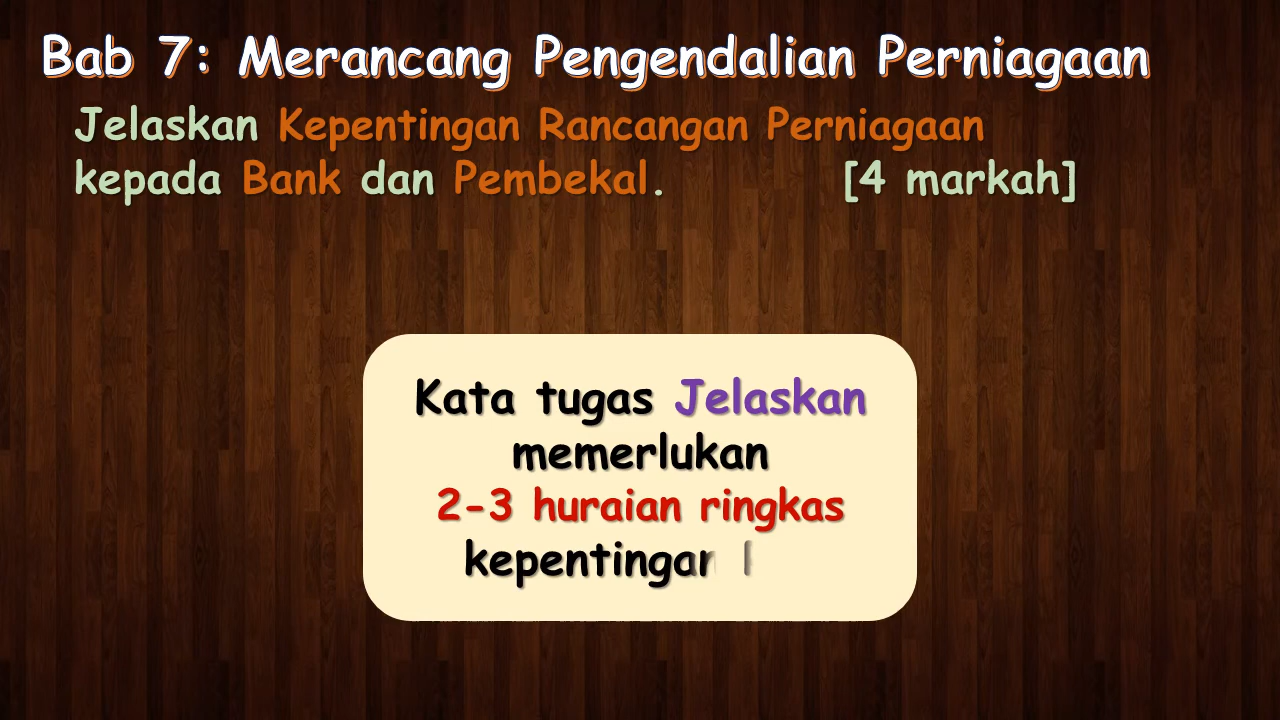 Bab 7: Merancang Pengendalian Perniagaan
Jelaskan Kepentingan Rancangan Perniagaan
kepada Bank dan Pembekal. [4 markah]
Kata tugas Jelaskan
memerlukan
2-3 huraian ringkas
kepentingan